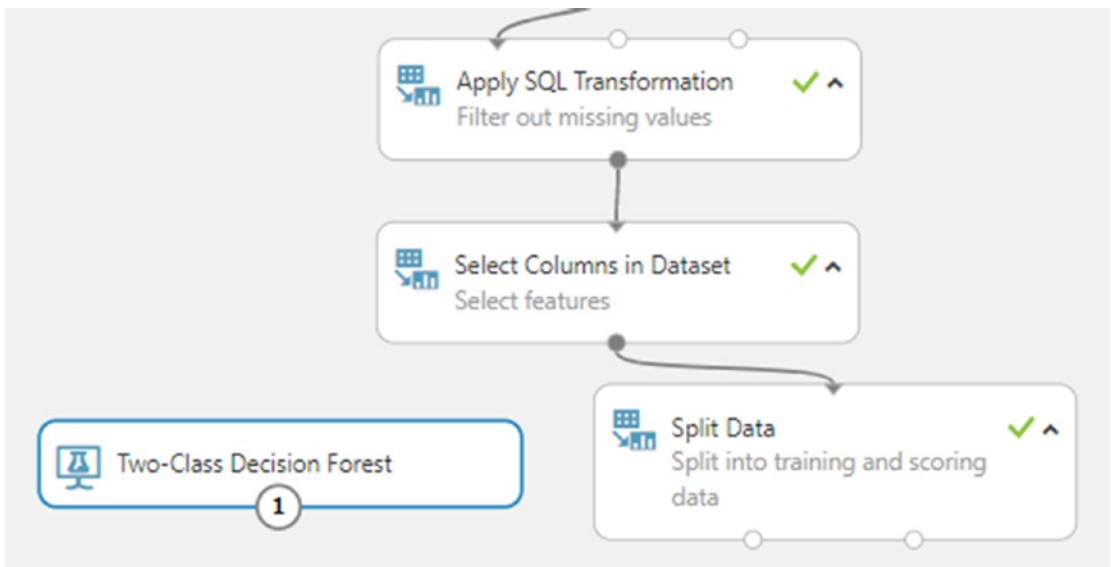 Apply SQL Transformation
Filter out missing values
Select Columns in Dataset
Select features
Split Data
Split into training and scoring
data
Two-Class Decision Forest
1